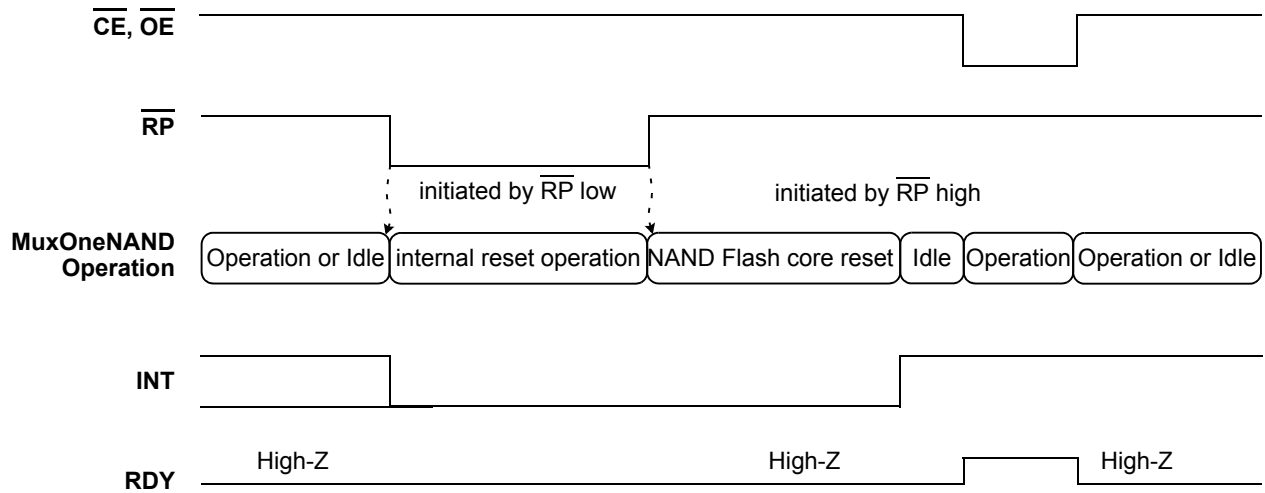 CE, OE
RP
initiated by RP low
initiated by RP high
MuxOneNAND
Operation
Operation or Idle
internal reset operation
NAND Flash core reset
Idle
Operation
Operation or Idle
INT
High-Z
High-Z
High-Z
RDY